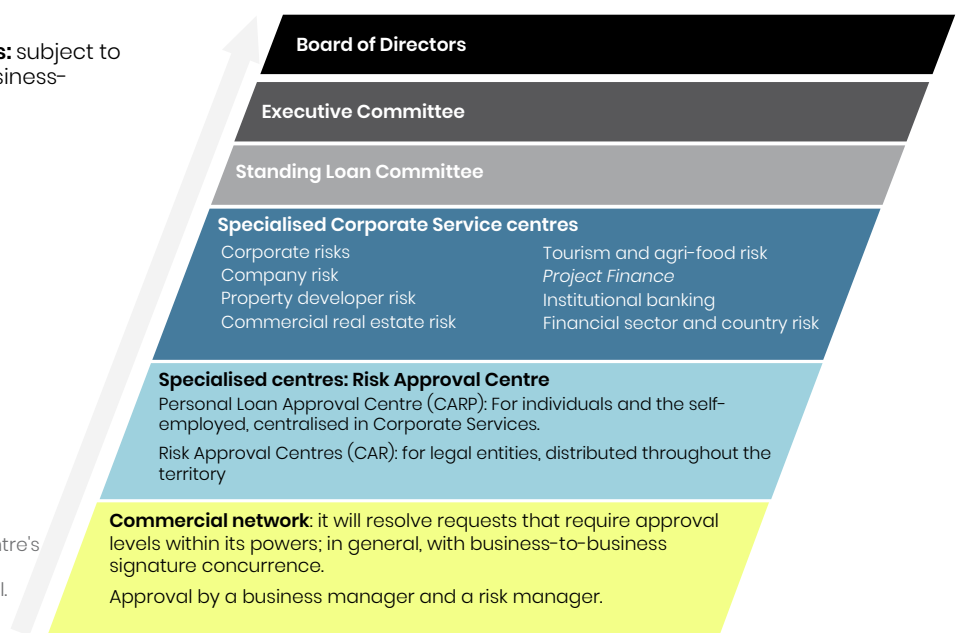 s: subject to
siness-
Board of Directors
Executive Committee
Standing Loan Committee
Specialised Corporate Service centres
Corporate risks
Company risk
Property developer risk
Commercial real estate risk
Tourism and agri-food risk
Project Finance
Institutional banking
Financial sector and country risk
Specialised centres: Risk Approval Centre
Personal Loan Approval Centre (CARP): For individuals and the self-
employed, centralised in Corporate Services.
Risk Approval Centres (CAR): for legal entities, distributed throughout the
territory
Commercial network: it will resolve requests that require approval
levels within its powers; in general, with business-to-business
signature concurrence.
Approval by a business manager and a risk manager.
ntre's
l.